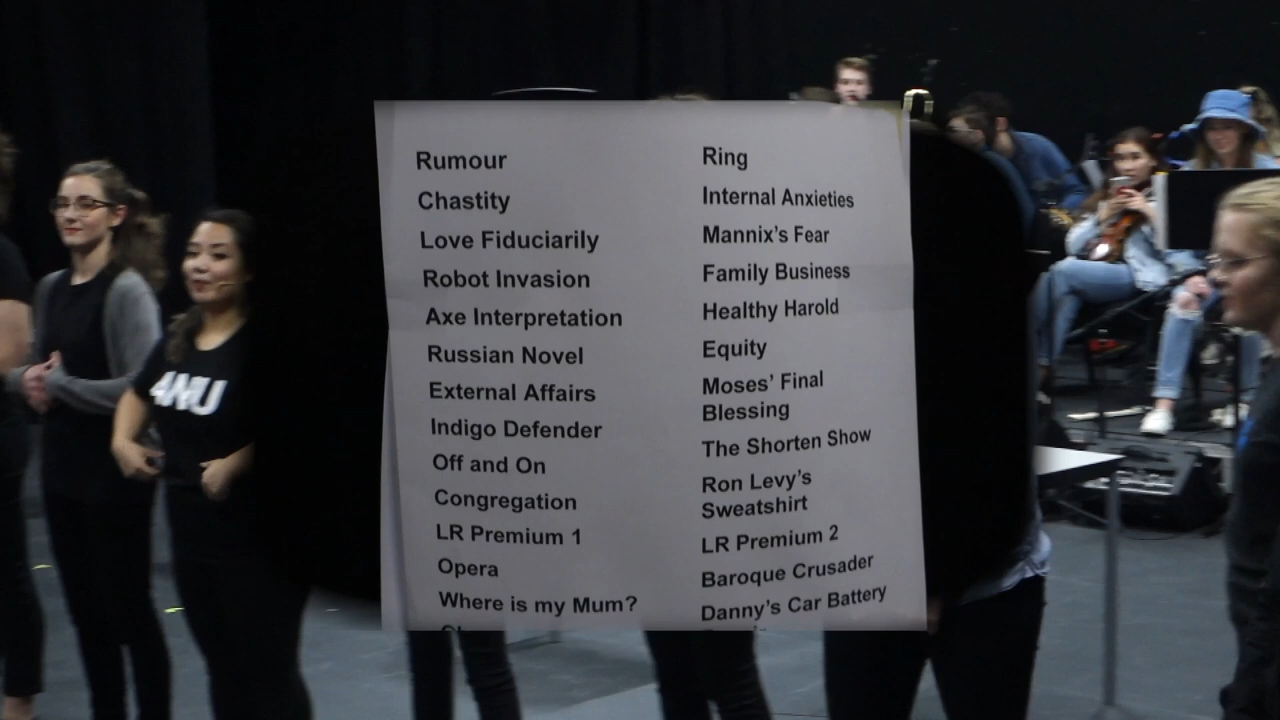 Rumour
Chastity
Love Fiduciarily
Robot Invasion
Axe Interpretation
Russian Novel
External Affairs
Indigo Defender
Off and On
Congregation
LR Premium 1
Opera
Where is my Mum?
Ring
Internal Anxieties
Mannix's Fear
Family Business
Healthy Harold
Equity
Moses' Final
Blessing
The Shorten Show
Ron Levy's
Sweatshirt
LR Premium 2
Baroque Crusader
Danny's Car Battery
ANU